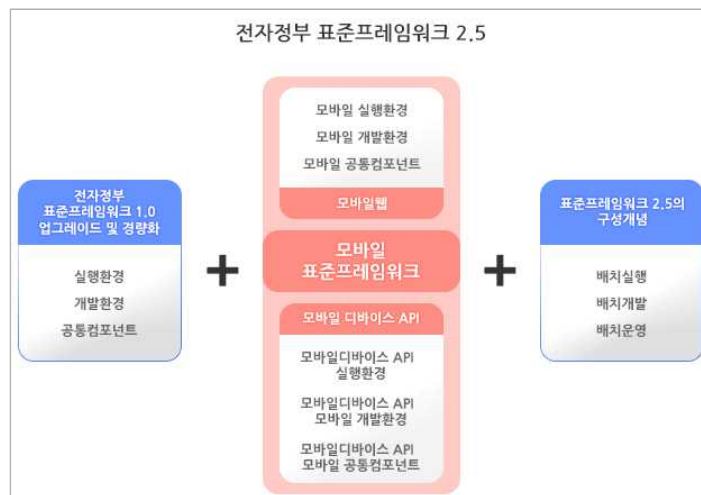 전자정부 표준프레임워크 2.5
전자정부
표준프레임워크 1.0
업그레이드 및 경량화
실행환경
개발환경
공통컴포넌트
+
모바일 실행환경
모바일 개발환경
모바일 공통컴포넌트
모바일웹
모바일
표준프레임워크
모바일 디바이스 API
모바일디바이스 API
실행환경
모바일디바이스 API
모바일 개발환경
모바일디바이스 API
모바일 공통컴포넌트
+
표준프레임워크 2.5의
구성개념
배치실행
배치개발
배치운영